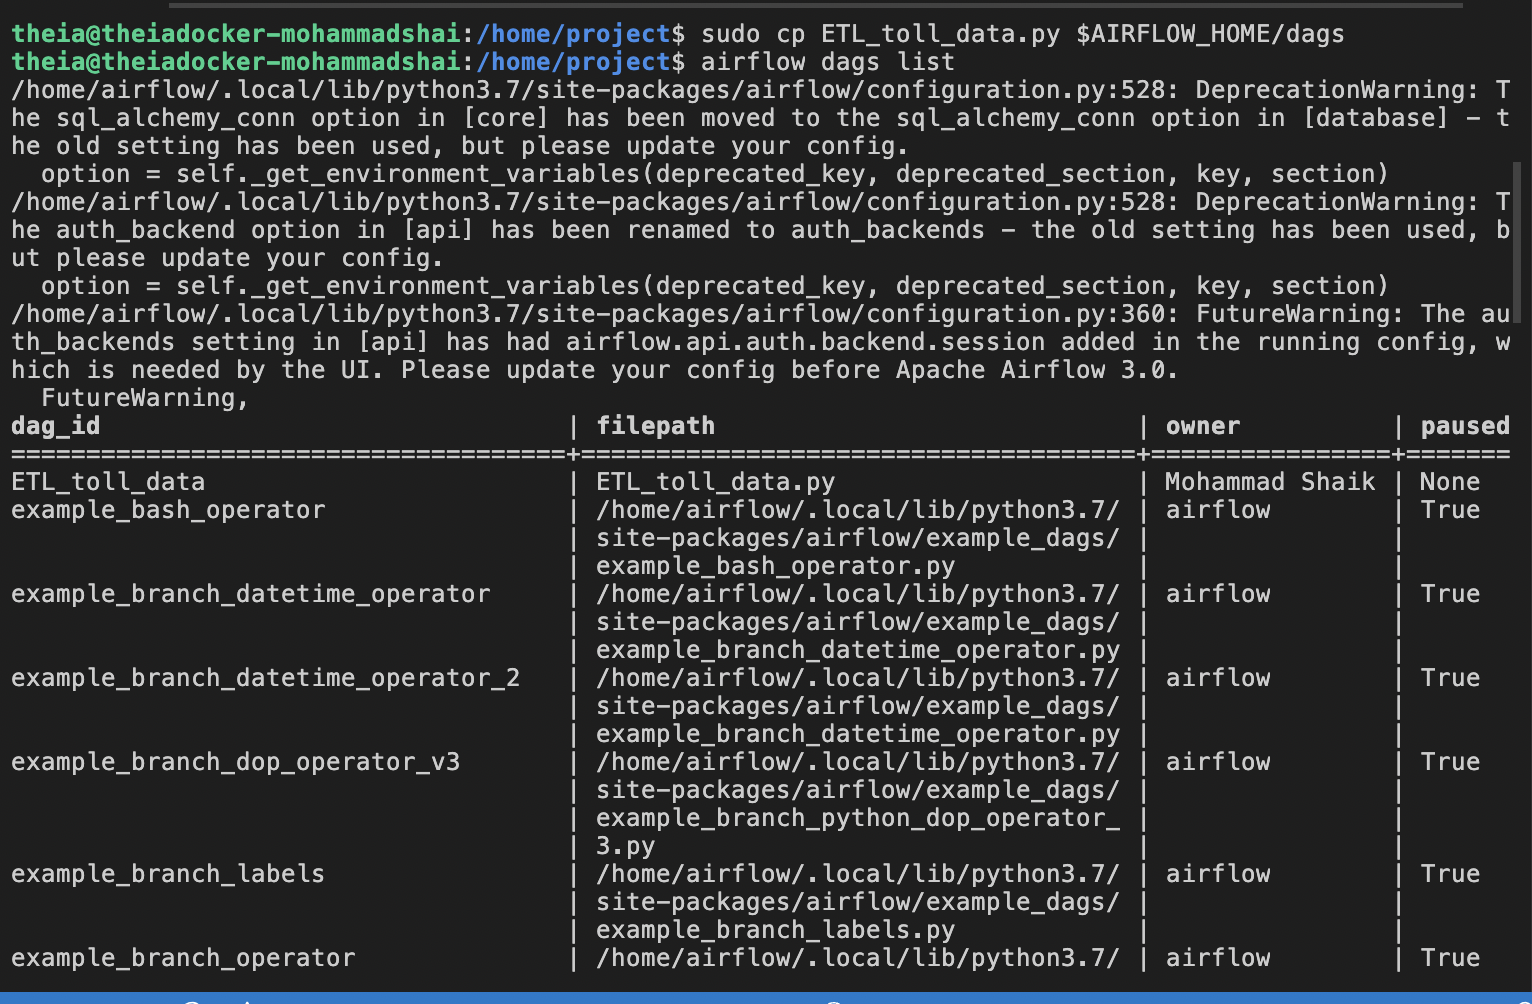 theia@theiadocker-mohammadshai:/home/project$ sudo cp ETL_toll_data.py $AIRFLOW_HOME/dags
theia@theiadocker-mohammadshai:/home/project$ airflow dags list
/home/airflow/.local/lib/python3.7/site-packages/airflow/configuration.py:528: DeprecationWarning: T
he sql_alchemy_conn option in [core] has been moved to the sql_alchemy_conn option in [database] - t
he old setting has been used, but please update your config.
  option = self._get_environment_variables(deprecated_key, deprecated_section, key, section)
/home/airflow/.local/lib/python3.7/site-packages/airflow/configuration.py:528: DeprecationWarning: T
he auth_backend option in [api] has been renamed to auth_backends - the old setting has been used, b
ut please update your config.
  option = self._get_environment_variables(deprecated_key, deprecated_section, key, section)
/home/airflow/.local/lib/python3.7/site-packages/airflow/configuration.py:360: FutureWarning: The au
th_backends setting in [api] has had airflow.api.auth.backend.session added in the running config, w
hich is needed by the UI. Please update your config before Apache Airflow 3.0.
  FutureWarning,
dag_id                               | filepath                            | owner          | paused
=====================================+=====================================+================+=======
ETL_toll_data                        | ETL_toll_data.py                    | Mohammad Shaik | None
example_bash_operator                | /home/airflow/.local/lib/python3.7/ | airflow        | True
                                     | site-packages/airflow/example_dags/ |                |
                                     | example_bash_operator.py            |                |
example_branch_datetime_operator     | /home/airflow/.local/lib/python3.7/ | airflow        | True
                                     | site-packages/airflow/example_dags/ |                |
                                     | example_branch_datetime_operator.py |                |
example_branch_datetime_operator_2   | /home/airflow/.local/lib/python3.7/ | airflow        | True
                                     | site-packages/airflow/example_dags/ |                |
                                     | example_branch_datetime_operator.py |                |
example_branch_dop_operator_v3       | /home/airflow/.local/lib/python3.7/ | airflow        | True
                                     | site-packages/airflow/example_dags/ |                |
                                     | example_branch_python_dop_operator_ |                |
                                     | 3.py                                |                |
example_branch_labels                | /home/airflow/.local/lib/python3.7/ | airflow        | True
                                     | site-packages/airflow/example_dags/ |                |
                                     | example_branch_labels.py            |                |
example_branch_operator              | /home/airflow/.local/lib/python3.7/ | airflow        | True